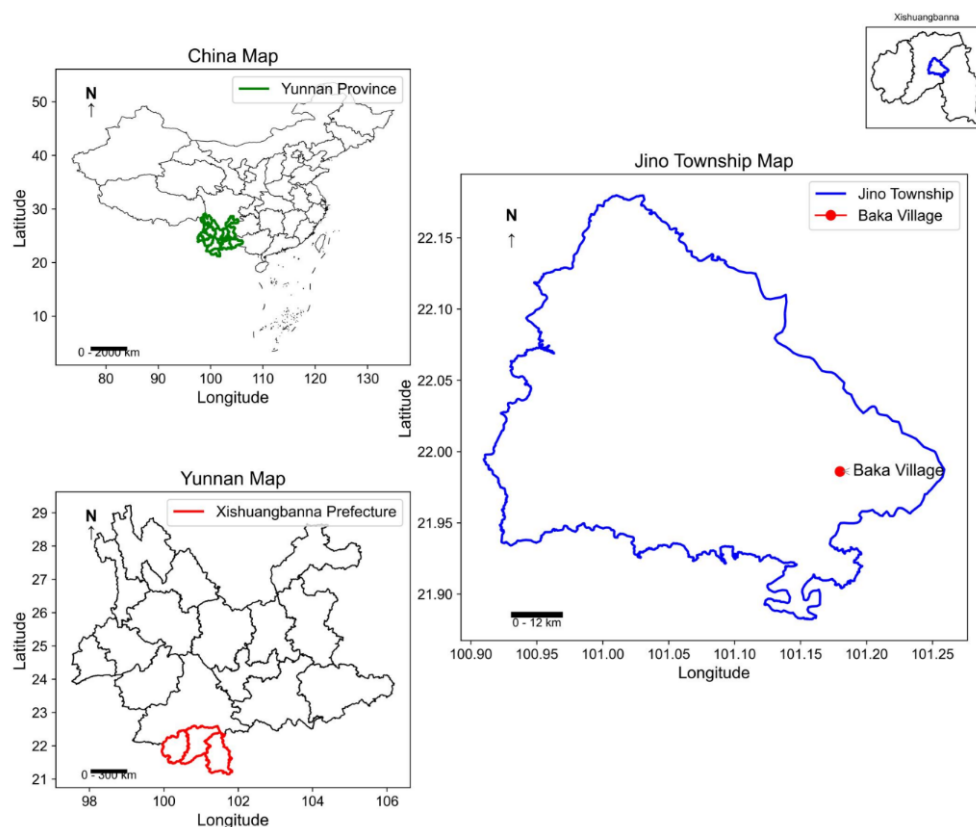 Xishuangbanna
China Map
Yunnan Province
N
↑
50
40
30
20
10
Latitude
0 - 2000 km
80 90 100 110 120 130
Longitude
Jino Township Map
Jino Township
Baka Village
N
↑
22.15
22.10
22.05
22.00
21.95
21.90
Latitude
Baka Village
0 - 12 km
100.90 100.95 101.00 101.05 101.10 101.15 101.20 101.25
Longitude
Yunnan Map
Xishuangbanna Prefecture
N
↑
29
28
27
26
25
24
23
22
21
Latitude
0 - 300 km
98 100 102 104 106
Longitude